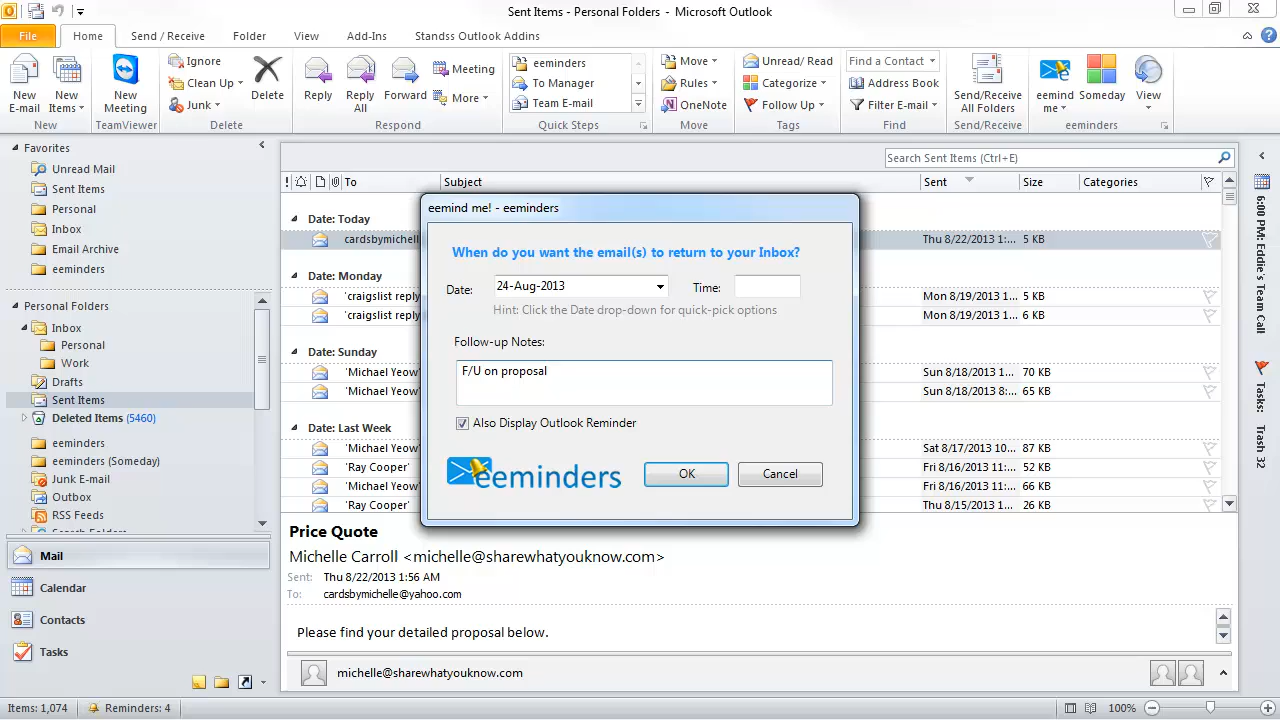 Sent Items - Personal Folders - Microsoft Outlook
File Home Send / Receive Folder View Add-Ins Standss Outlook Addins
New E-mail
New Items
New
New Meeting
TeamViewer
Ignore
Clean Up
Junk
Delete
Delete
Reply
Reply All
Forward
Meeting
More
Respond
eeminders
To Manager
Team E-mail
Quick Steps
Move
Rules
OneNote
Move
Unread/ Read
Categorize
Follow Up
Tags
Find a Contact
Address Book
Filter E-mail
Find
Send/Receive All Folders
Send/Receive
eemind me
Someday
View
eeminders
Favorites
Unread Mail
Sent Items
Personal
Inbox
Email Archive
eeminders
Personal Folders
Inbox
Personal
Work
Drafts
Sent Items
Deleted Items (5460)
eeminders
eeminders (Someday)
Junk E-mail
Outbox
RSS Feeds
Search Folders
Mail
Calendar
Contacts
Tasks
Search Sent Items (Ctrl+E)
To Subject Sent Size Categories
Date: Today
cardsbymichell Thu 8/22/2013 1:... 5 KB
Date: Monday
'craigslist reply Mon 8/19/2013 1... 5 KB
'craigslist reply Mon 8/19/2013 1... 6 KB
Date: Sunday
'Michael Yeow' Sun 8/18/2013 1... 70 KB
'Michael Yeow' Sun 8/18/2013 8:... 65 KB
Date: Last Week
'Michael Yeow' Sat 8/17/2013 10... 87 KB
'Ray Cooper' Fri 8/16/2013 11:... 52 KB
'Michael Yeow' Fri 8/16/2013 11:... 66 KB
'Ray Cooper' Thu 8/15/2013 1... 26 KB
eemind me! - eeminders
When do you want the email(s) to return to your Inbox?
Date: 24-Aug-2013 Time:
Hint: Click the Date drop-down for quick-pick options
Follow-up Notes:
F/U on proposal
Also Display Outlook Reminder
eeminders
OK Cancel
Price Quote
Michelle Carroll <michelle@sharewhatyouknow.com>
Sent: Thu 8/22/2013 1:56 AM
To: cardsbymichelle@yahoo.com
Please find your detailed proposal below.
michelle@sharewhatyouknow.com
6:00 PM: Eddie's Team Call
Tasks: Trash 32
Items: 1,074 Reminders: 4 100%